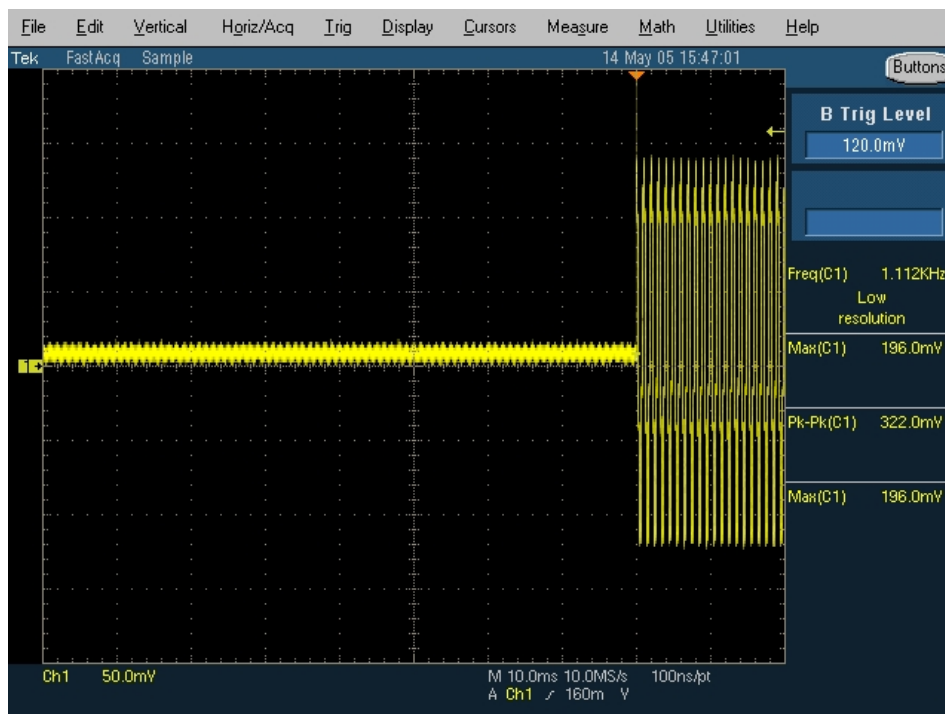 File Edit Vertical Horiz/Acq Trig Display Cursors Measure Math Utilities Help
Tek FastAcq Sample 14 May 05 15:47:01
Buttons
B Trig Level
120.0mV
Freq(C1) 1.112KHz
Low
resolution
1
Max(C1) 196.0mV
Pk-Pk(C1) 322.0mV
Max(C1) 196.0mV
Ch1 50.0mV M 10.0ms 10.0MS/s 100ns/pt
A Ch1 160m V